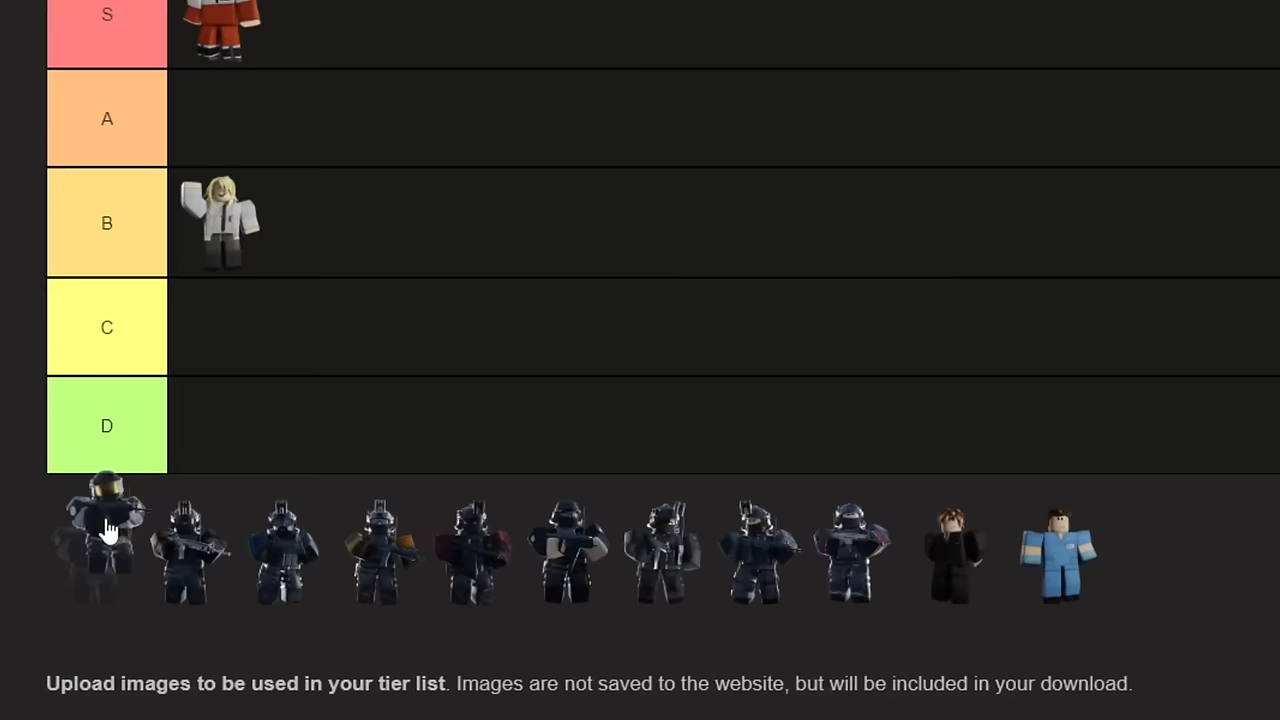 S
A
B
C
D
Upload images to be used in your tier list. Images are not saved to the website, but will be included in your download.